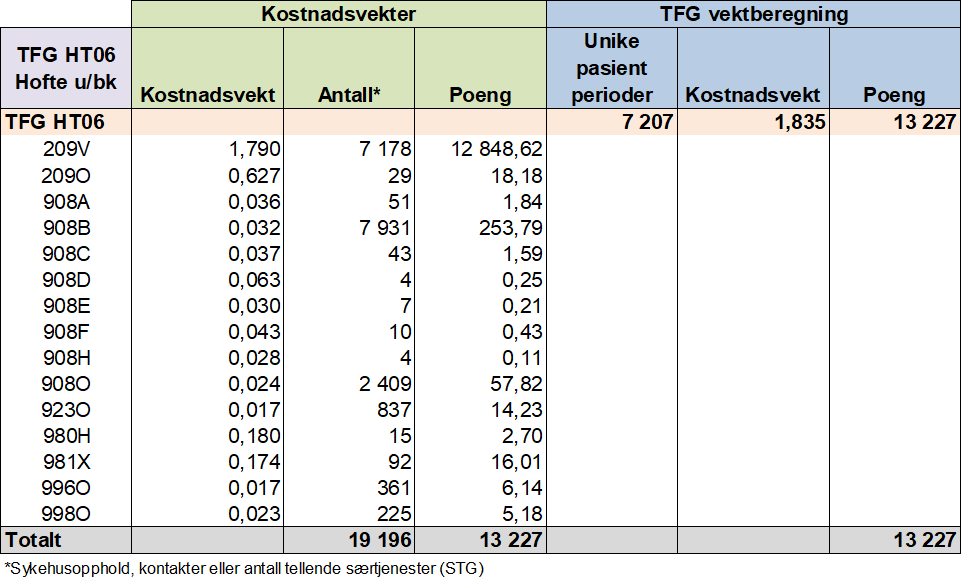 Kostnadsvekter TFG vektberegning
TFG HT06 Hofte u/bk Kostnadsvekt Antall* Poeng Unike pasient perioder Kostnadsvekt Poeng
TFG HT06 7 207 1,835 13 227
209V 1,790 7 178 12 848,62
209O 0,627 29 18,18
908A 0,036 51 1,84
908B 0,032 7 931 253,79
908C 0,037 43 1,59
908D 0,063 4 0,25
908E 0,030 7 0,21
908F 0,043 10 0,43
908H 0,028 4 0,11
908O 0,024 2 409 57,82
923O 0,017 837 14,23
980H 0,180 15 2,70
981X 0,174 92 16,01
996O 0,017 361 6,14
998O 0,023 225 5,18
Totalt 19 196 13 227 13 227
*Sykehusopphold, kontakter eller antall tellende særtjenester (STG)